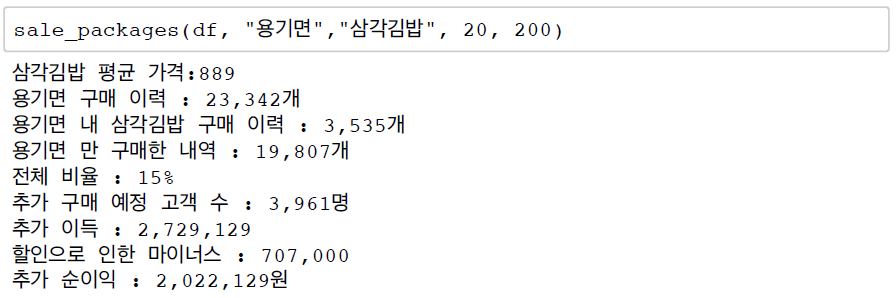 sale_packages(df, "용기면","삼각김밥", 20, 200)
삼각김밥 평균 가격:889
용기면 구매 이력 : 23,342개
용기면 내 삼각김밥 구매 이력 : 3,535개
용기면 만 구매한 내역 : 19,807개
전체 비율 : 15%
추가 구매 예정 고객 수 : 3,961명
추가 이득 : 2,729,129
할인으로 인한 마이너스 : 707,000
추가 순이익 : 2,022,129원